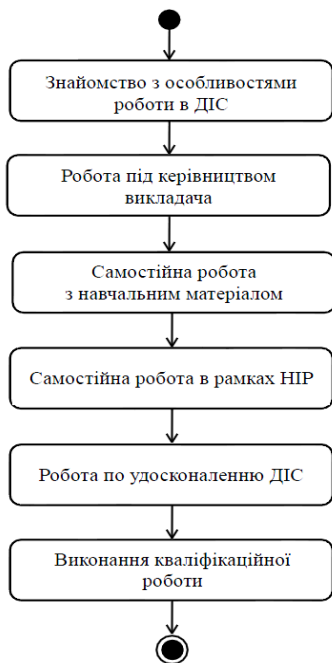 Знайомство з особливостями
роботи в ДІС
Робота під керівництвом
викладача
Самостійна робота
з навчальним матеріалом
Самостійна робота в рамках НІР
Робота по удосконаленню ДІС
Виконання кваліфікаційної
роботи